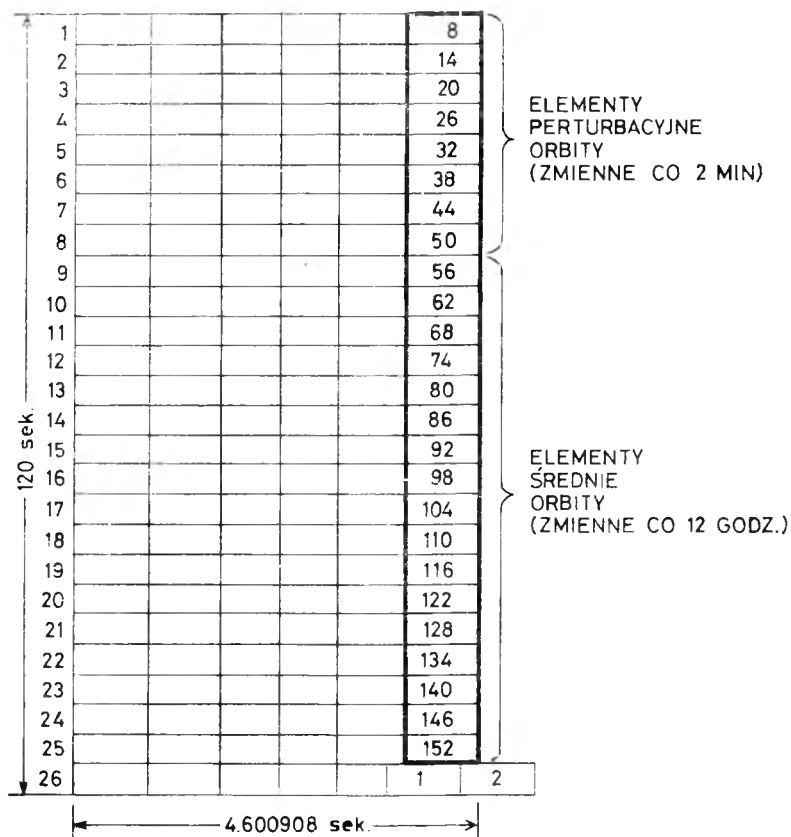 1 8
2 14
3 20
4 26
5 32
6 38
7 44
8 50
9 56
10 62
11 68
12 74
13 80
14 86
15 92
16 98
17 104
18 110
19 116
20 122
21 128
22 134
23 140
24 146
25 152
26 1 2
120 sek.
4.600908 sek.
ELEMENTY
PERTURBACYJNE
ORBITY
(ZMIENNE CO 2 MIN)
ELEMENTY
ŚREDNIE
ORBITY
(ZMIENNE CO 12 GODZ.)